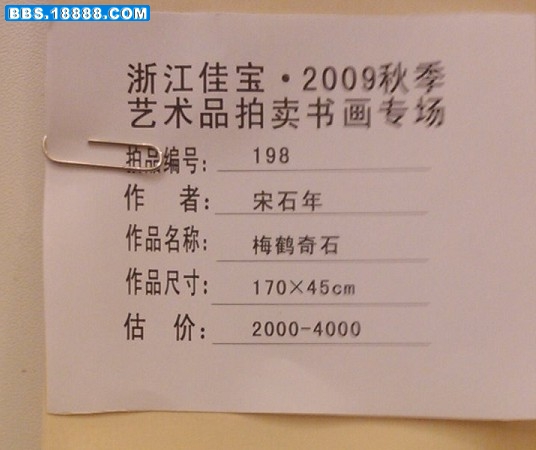 BBS.18888.COM
浙江佳宝·2009秋季
艺术品拍卖书画专场
拍品编号: 198
作 者: 宋石年
作品名称: 梅鹤奇石
作品尺寸: 170×45cm
估 价: 2000-4000